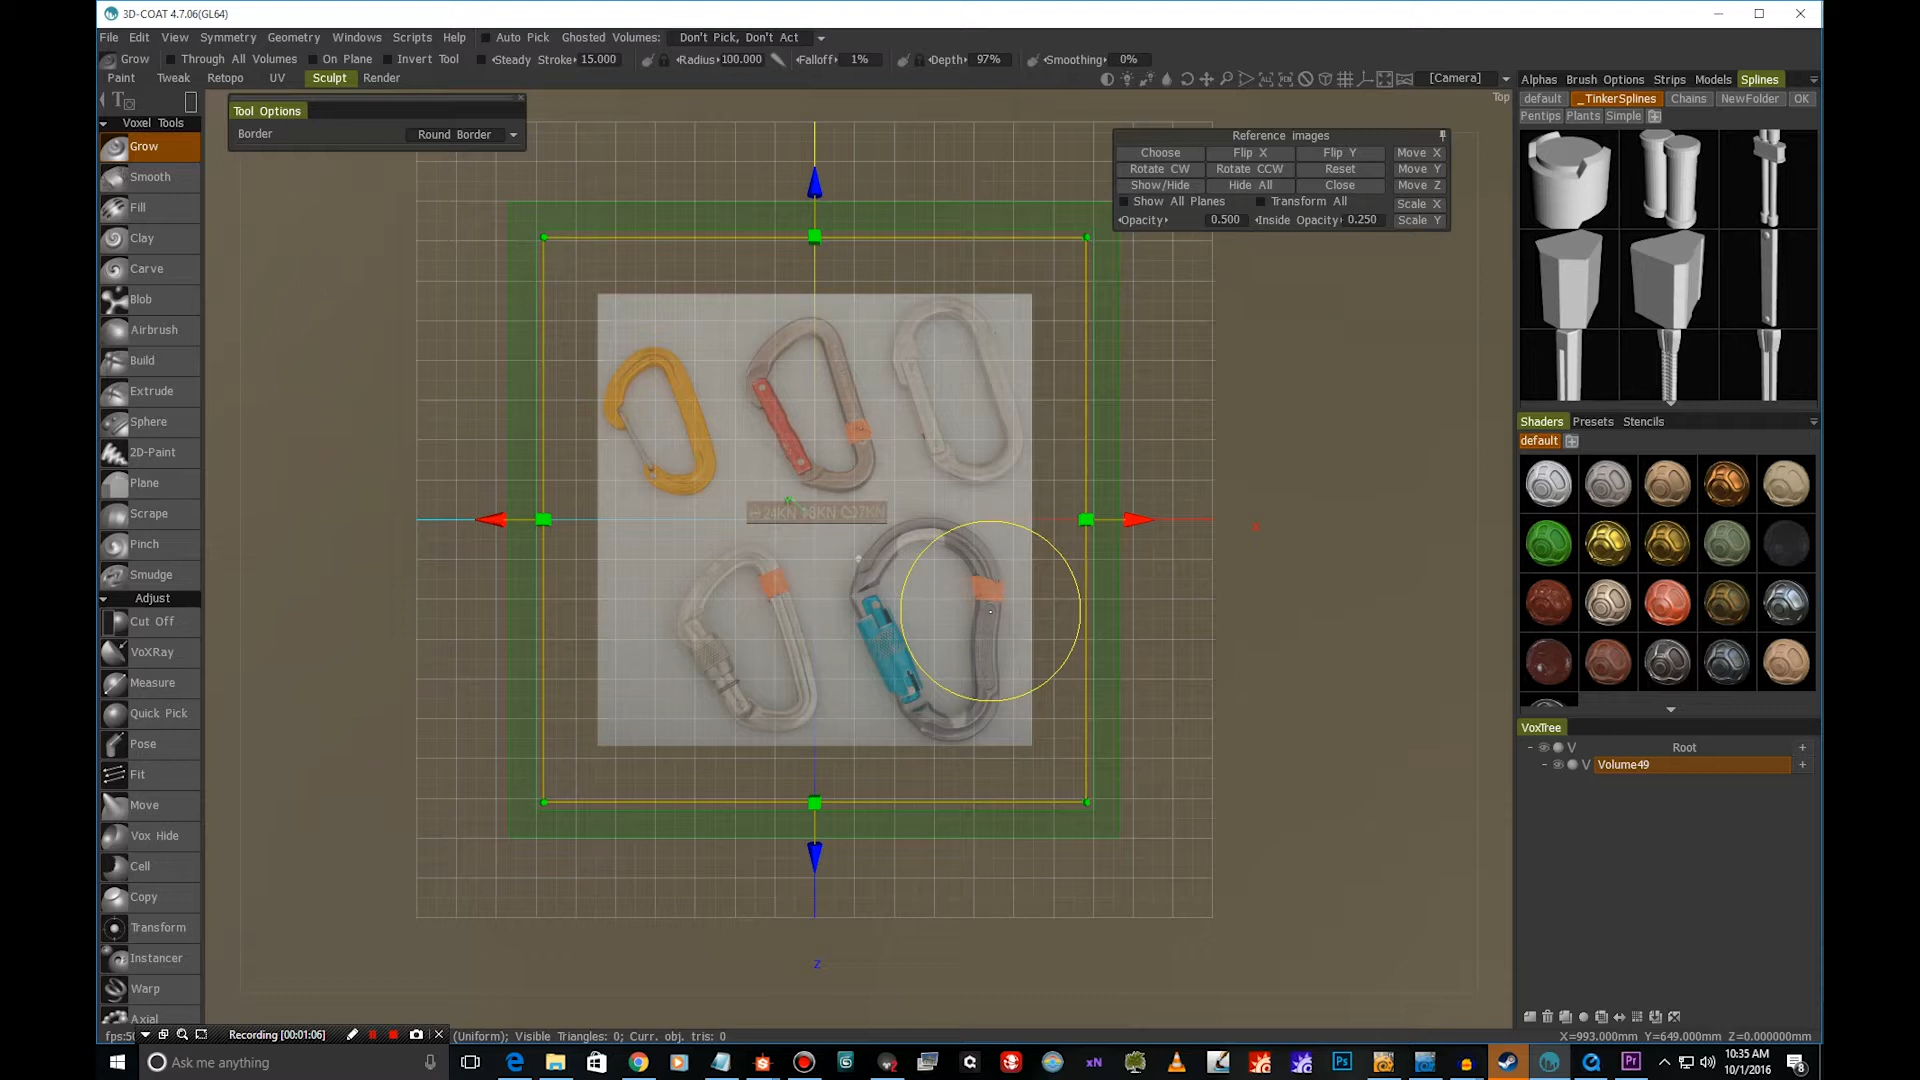 3D-COAT 4.7.06(GL64)
File Edit View Symmetry Geometry Windows Scripts Help Auto Pick Ghosted Volumes: Don't Pick, Don't Act
Grow Through All Volumes On Plane Invert Tool Steady Stroke 15.000 Radius 100.000 Falloff 1% Depth 97% Smoothing 0%
Paint Tweak Retopo UV Sculpt Render [Camera]
Top
Tool Options
Border Round Border
Voxel Tools
Grow
Smooth
Fill
Clay
Carve
Blob
Airbrush
Build
Extrude
Sphere
2D-Paint
Plane
Scrape
Pinch
Smudge
Adjust
Cut Off
VoXRay
Measure
Quick Pick
Pose
Fit
Move
Vox Hide
Cell
Copy
Transform
Instancer
Warp
Axial
Reference images
Choose Flip X Flip Y Move X
Rotate CW Rotate CCW Reset Move Y
Show/Hide Hide All Close Move Z
Show All Planes Transform All Scale X
Opacity 0.500 Inside Opacity 0.250 Scale Y
24KN 8KN 7KN
Z
Alphas Brush Options Strips Models Splines
default _TinkerSplines Chains NewFolder OK
Pentips Plants Simple
Shaders Presets Stencils
default
VoxTree
V Root
V Volume49
Recording [00:01:06]
(Uniform); Visible Triangles: 0; Curr. obj. tris: 0
X=993.000mm Y=649.000mm Z=0.000000mm
Ask me anything
xN
Ps
Pr
10:35 AM
10/1/2016
8